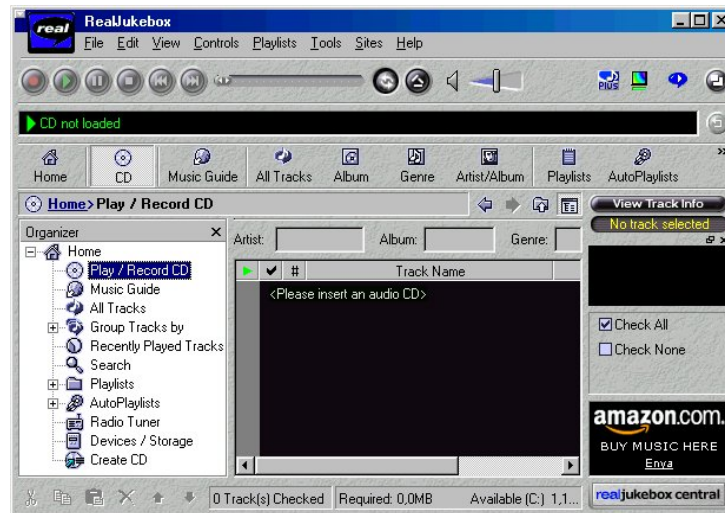 real
RealJukebox
File Edit View Controls Playlists Tools Sites Help
PLUS
CD not loaded
Home CD Music Guide All Tracks Album Genre Artist/Album Playlists AutoPlaylists
Home>Play / Record CD
View Track Info
No track selected
Organizer
Artist: Album: Genre:
Home
Play / Record CD
Music Guide
All Tracks
Group Tracks by
Recently Played Tracks
Search
Playlists
AutoPlaylists
Radio Tuner
Devices / Storage
Create CD
# Track Name
<Please insert an audio CD>
Check All
Check None
amazon.com.
BUY MUSIC HERE
Enya
0 Track(s) Checked Required: 0,0MB Available (C:) 1,1...
realjukebox central